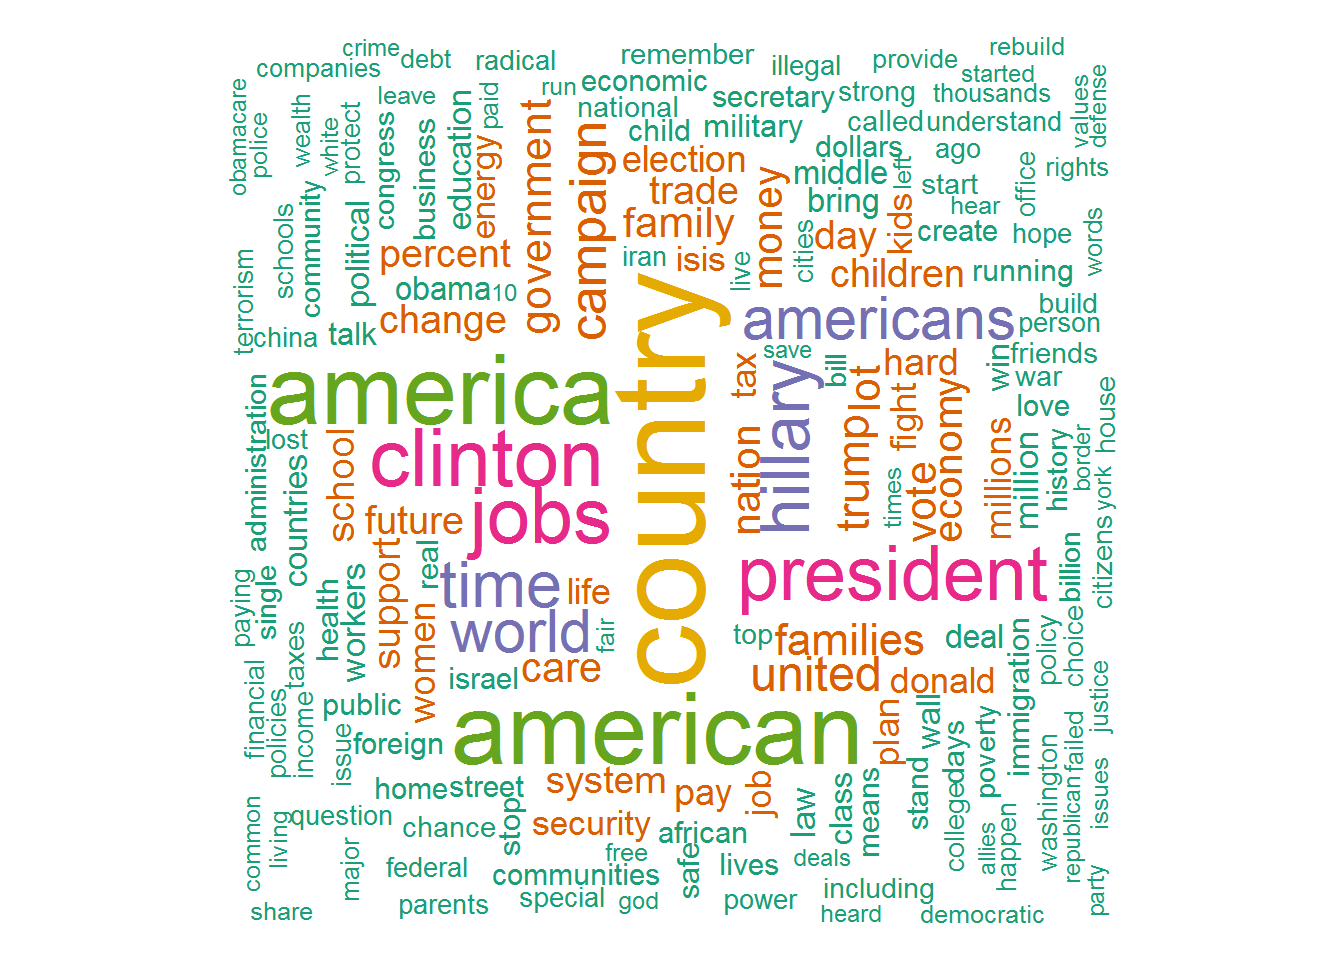 crime
debt
radical
remember
illegal
provide
rebuild
companies
run
economic
started
leave
paid
national
secretary
strong
thousands
values
defense
obamacare
police
wealth
white
protect
congress
business
education
energy
government
campaign
child
military
called
understand
election
dollars
ago
trade
middle
left
rights
family
money
bring
kids
start
office
schools
community
political
percent
iran
isis
live
cities
day
create
hear
hope
words
terrorism
obama
10
children
running
china
talk
change
country
americans
build
person
save
america
hillary
tax
bill
hard
win
friends
war
love
house
administration
lost
school
clinton
nation
trump
lot
fight
vote
economy
millions
million
history
border
york
countries
future
jobs
times
citizens
paying
single
health
workers
support
real
time
life
president
billion
women
world
fair
top
families
deal
immigration
policy
choice
taxes
israel
care
united
donald
justice
financial
policies
income
public
issue
foreign
american
plan
wall
stand
days
college
poverty
washington
failed
republican
issues
home
street
system
pay
job
law
class
means
common
living
question
chance
stop
security
african
allies
happen
major
federal
communities
free
safe
lives
deals
including
party
share
parents
special
god
power
heard
democratic